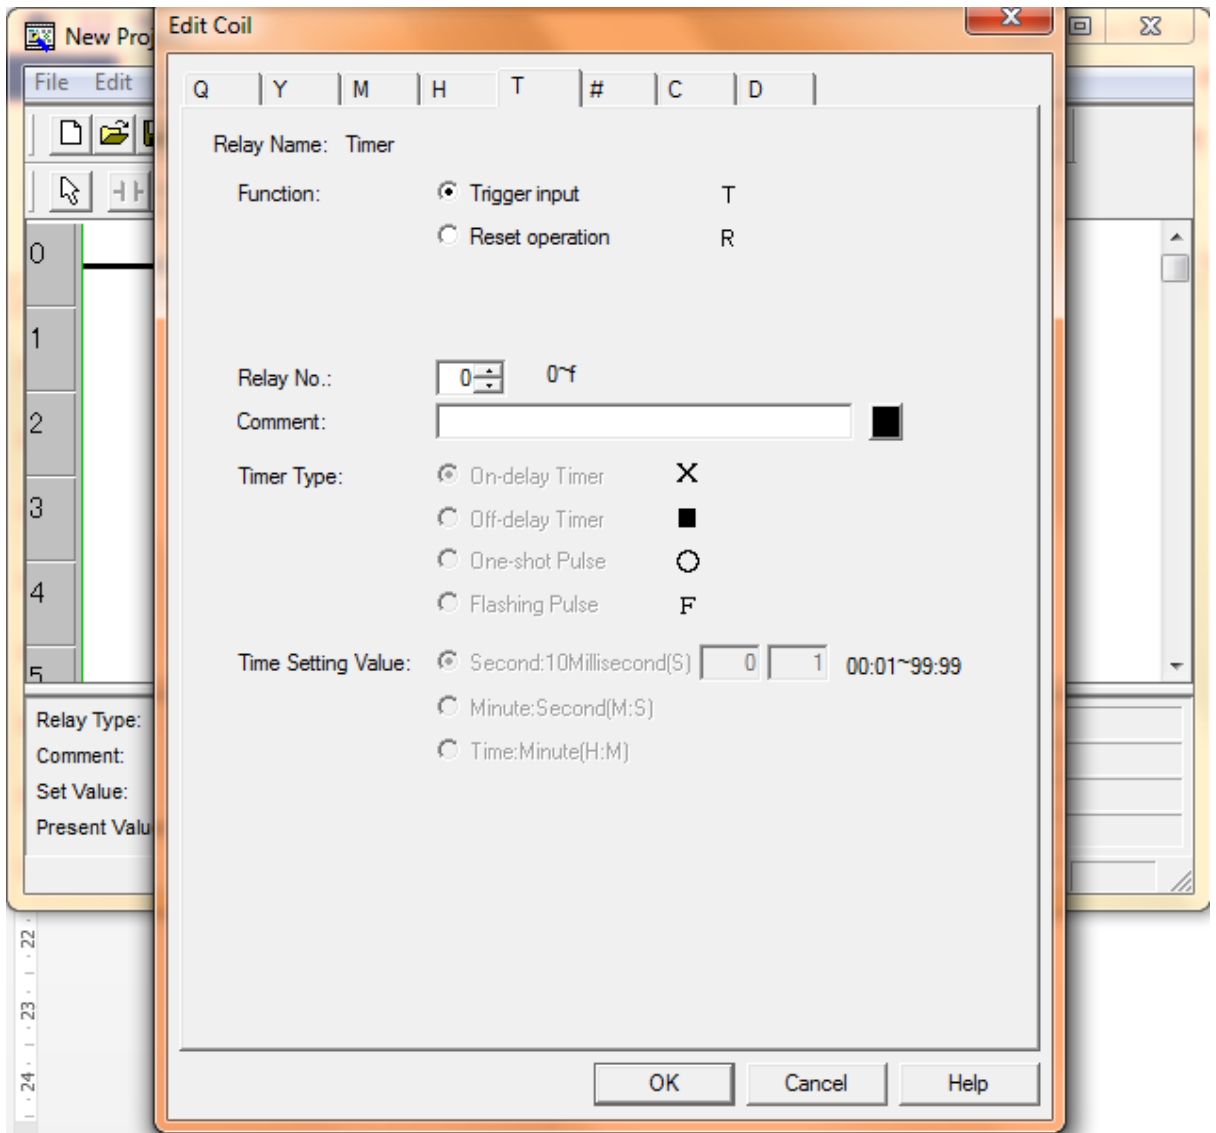 New Proj
Edit Coil
File Edit
Q Y M H T # C D
Relay Name: Timer
Function: Trigger input T
Reset operation R
0
1
Relay No.: 0 0~f
2
Comment:
Timer Type: On-delay Timer X
3
Off-delay Timer
One-shot Pulse
4
Flashing Pulse F
Time Setting Value: Second:10Millisecond(S) 0 1 00:01~99:99
5
Minute:Second(M:S)
Time:Minute(H:M)
Relay Type:
Comment:
Set Value:
Present Valu
22
23
24
OK Cancel Help